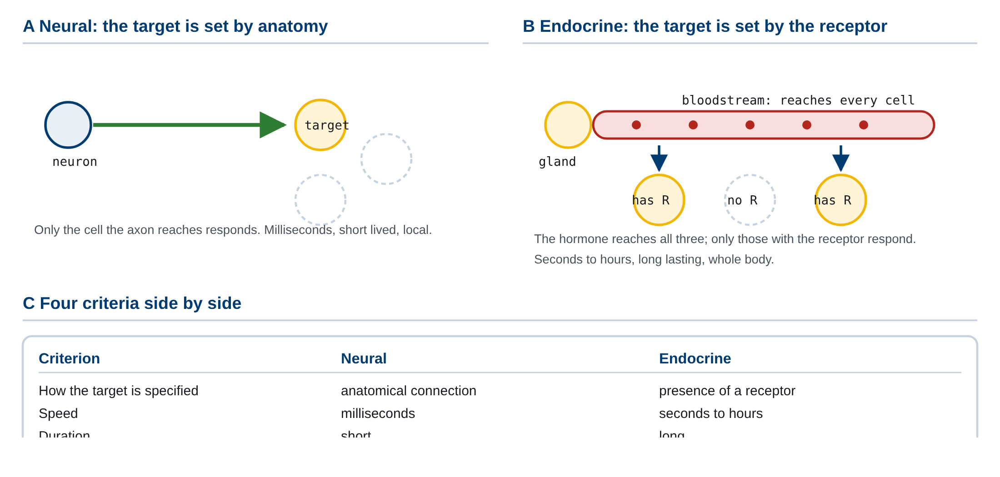 A Neural: the target is set by anatomy
target
neuron
Only the cell the axon reaches responds. Milliseconds, short lived, local.
B Endocrine: the target is set by the receptor
bloodstream: reaches every cell
gland
has R
no R
has R
The hormone reaches all three; only those with the receptor respond.
Seconds to hours, long lasting, whole body.
C Four criteria side by side
Criterion Neural Endocrine
How the target is specified anatomical connection presence of a receptor
Speed milliseconds seconds to hours
Duration short long